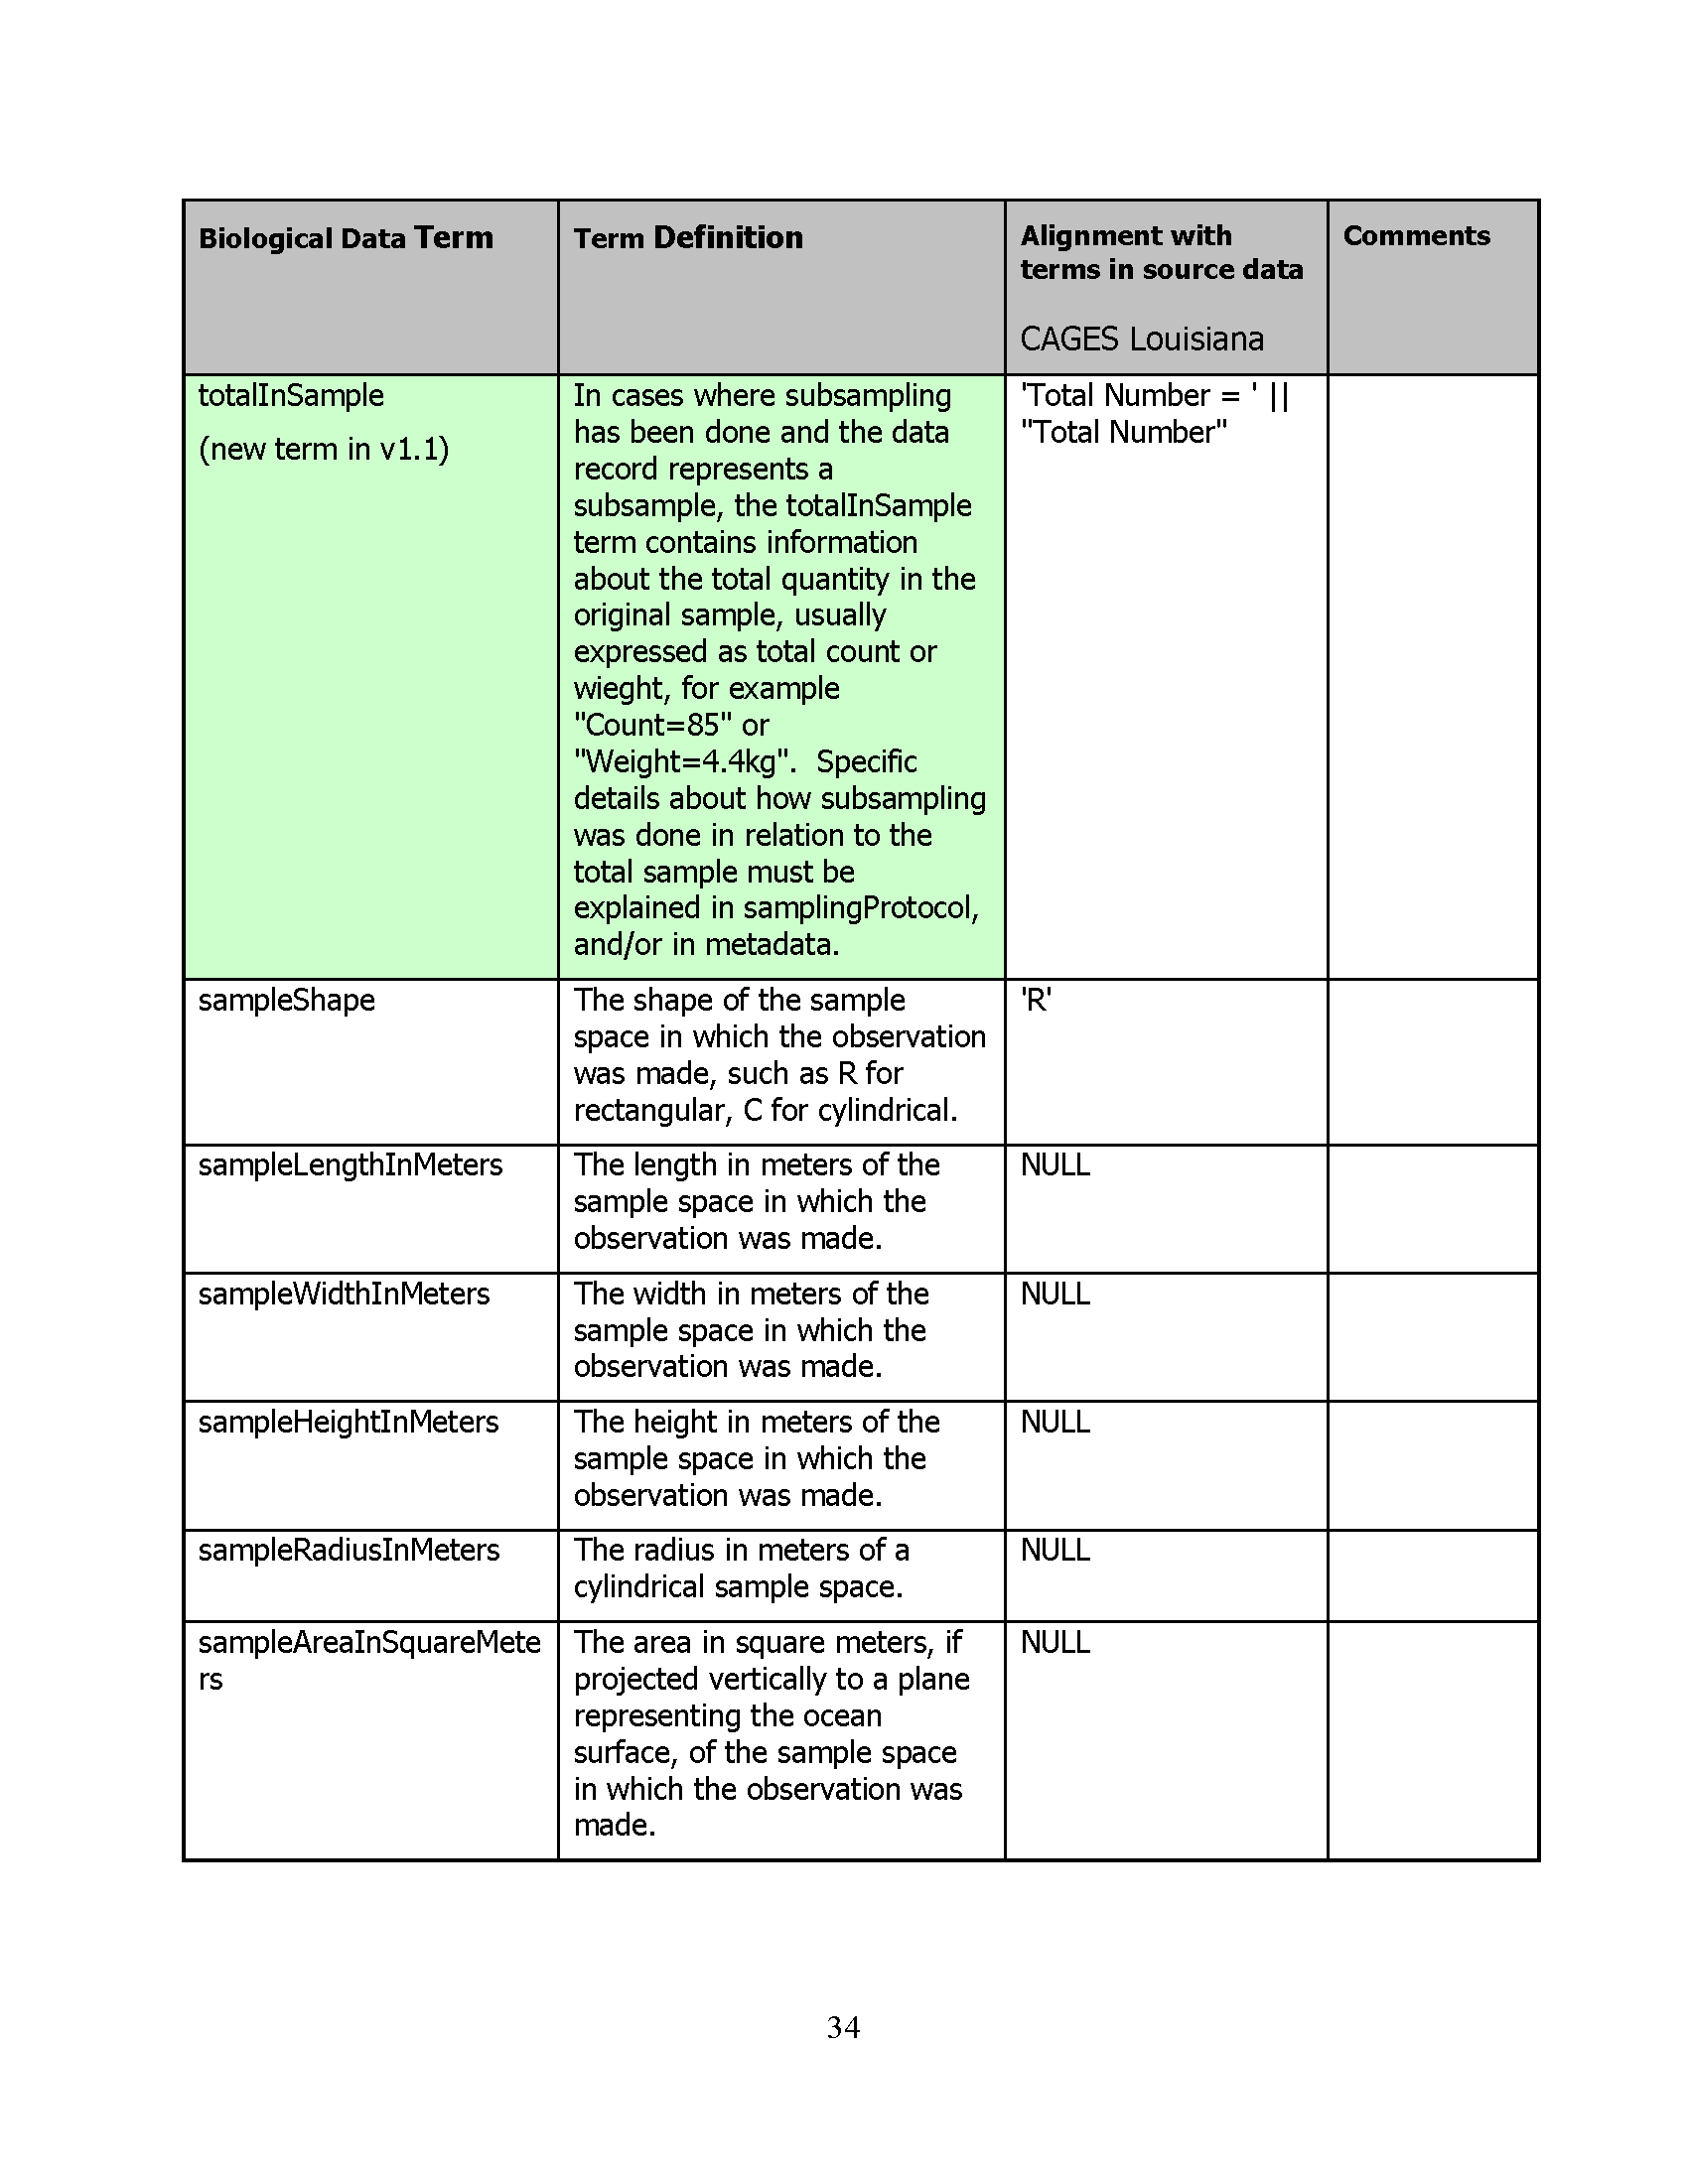 Biological Data Term
Term Definition
Alignment with
terms in source data
CAGES Louisiana
Comments
totalInSample
(new term in v1.1)
In cases where subsampling
has been done and the data
record represents a
subsample, the totalInSample
term contains information
about the total quantity in the
original sample, usually
expressed as total count or
wieght, for example
"Count=85" or
"Weight=4.4kg".  Specific
details about how subsampling
was done in relation to the
total sample must be
explained in samplingProtocol,
and/or in metadata.
'Total Number = ' ||
"Total Number"
sampleShape
The shape of the sample
space in which the observation
was made, such as R for
rectangular, C for cylindrical.
'R'
sampleLengthInMeters
The length in meters of the
sample space in which the
observation was made.
NULL
sampleWidthInMeters
The width in meters of the
sample space in which the
observation was made.
NULL
sampleHeightInMeters
The height in meters of the
sample space in which the
observation was made.
NULL
sampleRadiusInMeters
The radius in meters of a
cylindrical sample space.
NULL
sampleAreaInSquareMete
rs
The area in square meters, if
projected vertically to a plane
representing the ocean
surface, of the sample space
in which the observation was
made.
NULL
34